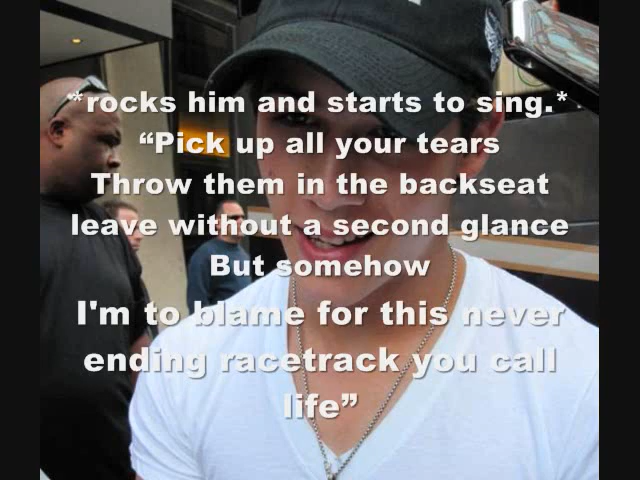 *rocks him and starts to sing.*
“Pick up all your tears
Throw them in the backseat
leave without a second glance
But somehow
I'm to blame for this never
ending racetrack you call
life”